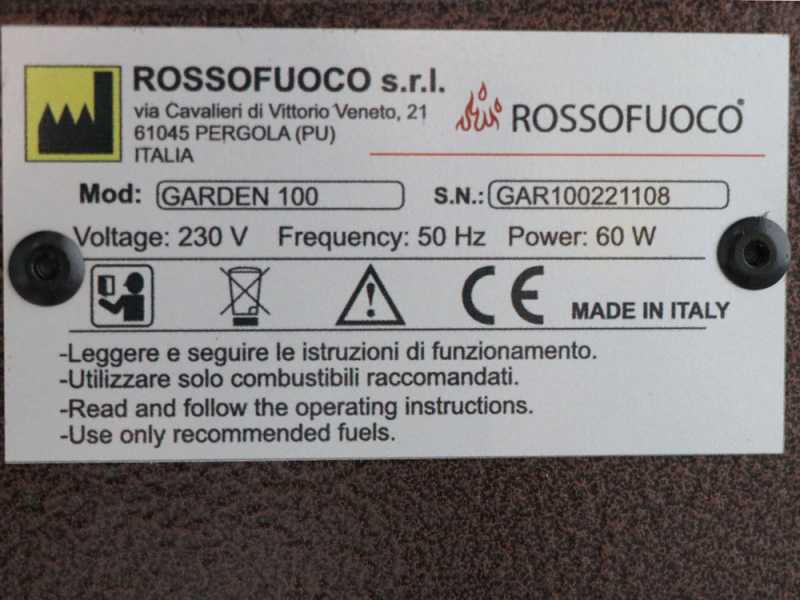 ROSSOFUOCO s.r.l.
via Cavalieri di Vittorio Veneto, 21
61045 PERGOLA (PU)
ITALIA
ROSSOFUOCO
Mod: GARDEN 100 S.N.: GAR100221108
Voltage: 230 V Frequency: 50 Hz Power: 60 W
CE MADE IN ITALY
-Leggere e seguire le istruzioni di funzionamento.
-Utilizzare solo combustibili raccomandati.
-Read and follow the operating instructions.
-Use only recommended fuels.